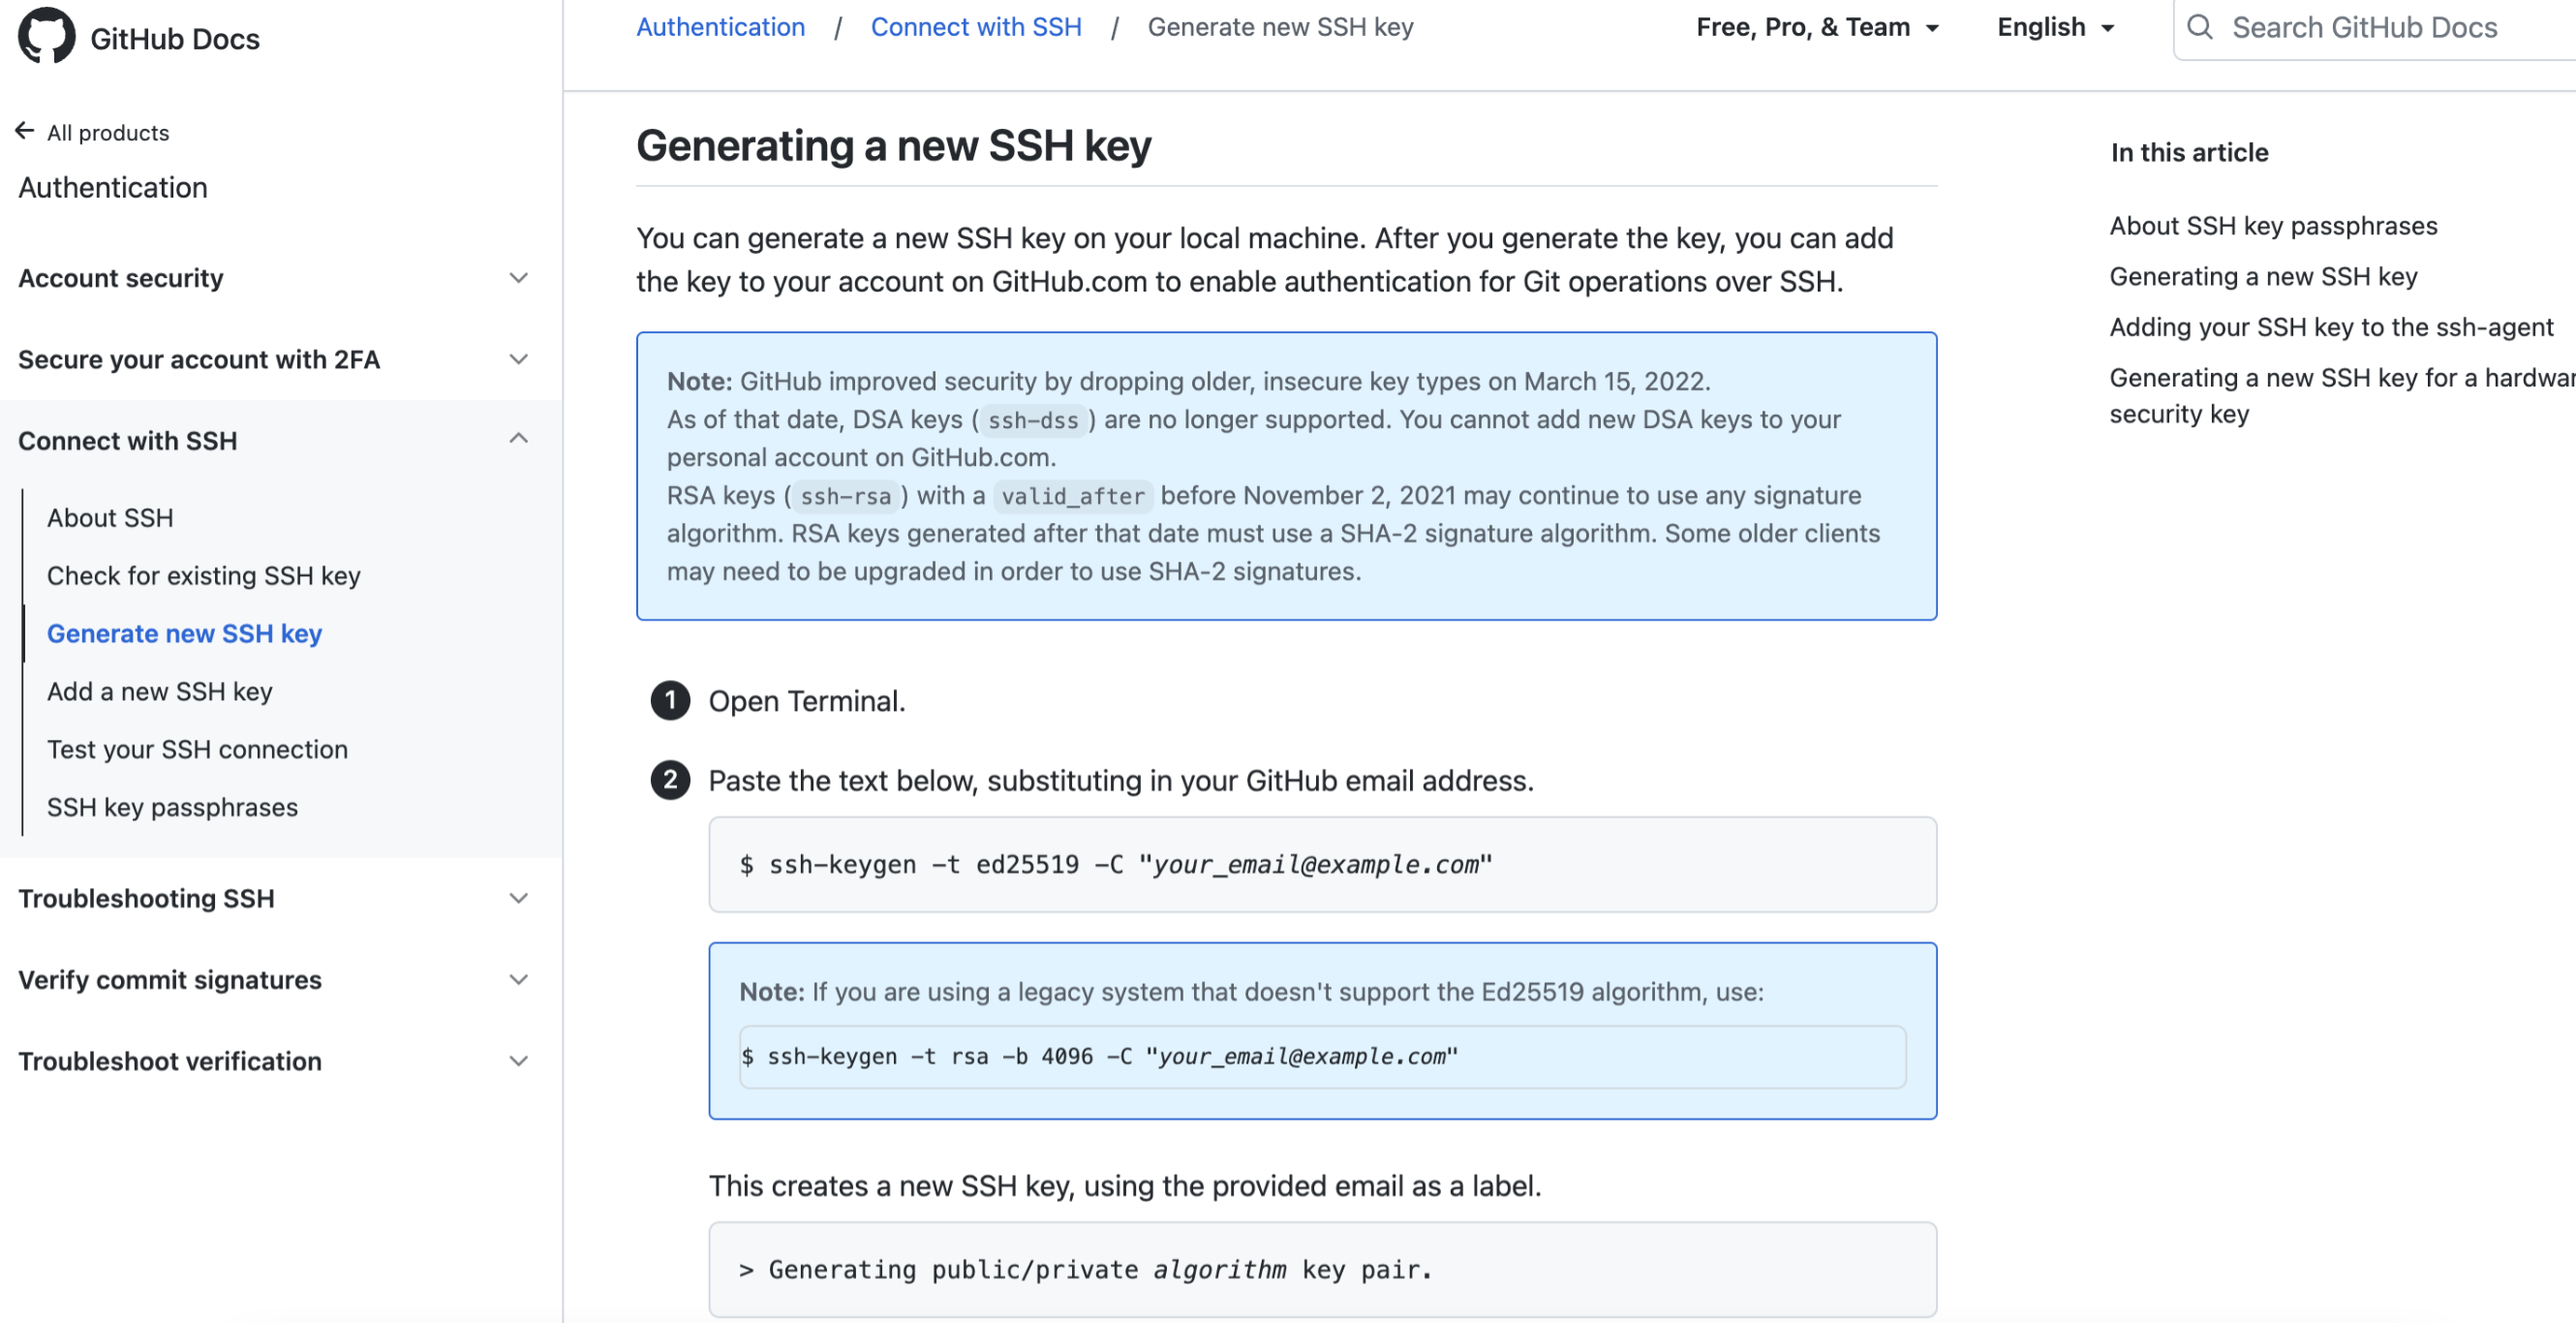 GitHub Docs
All products
Authentication
Account security
Secure your account with 2FA
Connect with SSH
About SSH
Check for existing SSH key
Generate new SSH key
Add a new SSH key
Test your SSH connection
SSH key passphrases
Troubleshooting SSH
Verify commit signatures
Troubleshoot verification
Authentication / Connect with SSH / Generate new SSH key
Free, Pro, & Team
English
Search GitHub Docs
Generating a new SSH key
You can generate a new SSH key on your local machine. After you generate the key, you can add
the key to your account on GitHub.com to enable authentication for Git operations over SSH.
Note: GitHub improved security by dropping older, insecure key types on March 15, 2022.
As of that date, DSA keys (ssh-dss) are no longer supported. You cannot add new DSA keys to your
personal account on GitHub.com.
RSA keys (ssh-rsa) with a valid_after before November 2, 2021 may continue to use any signature
algorithm. RSA keys generated after that date must use a SHA-2 signature algorithm. Some older clients
may need to be upgraded in order to use SHA-2 signatures.
1 Open Terminal.
2 Paste the text below, substituting in your GitHub email address.
$ ssh-keygen -t ed25519 -C "your_email@example.com"
Note: If you are using a legacy system that doesn't support the Ed25519 algorithm, use:
$ ssh-keygen -t rsa -b 4096 -C "your_email@example.com"
This creates a new SSH key, using the provided email as a label.
> Generating public/private algorithm key pair.
In this article
About SSH key passphrases
Generating a new SSH key
Adding your SSH key to the ssh-agent
Generating a new SSH key for a
security key